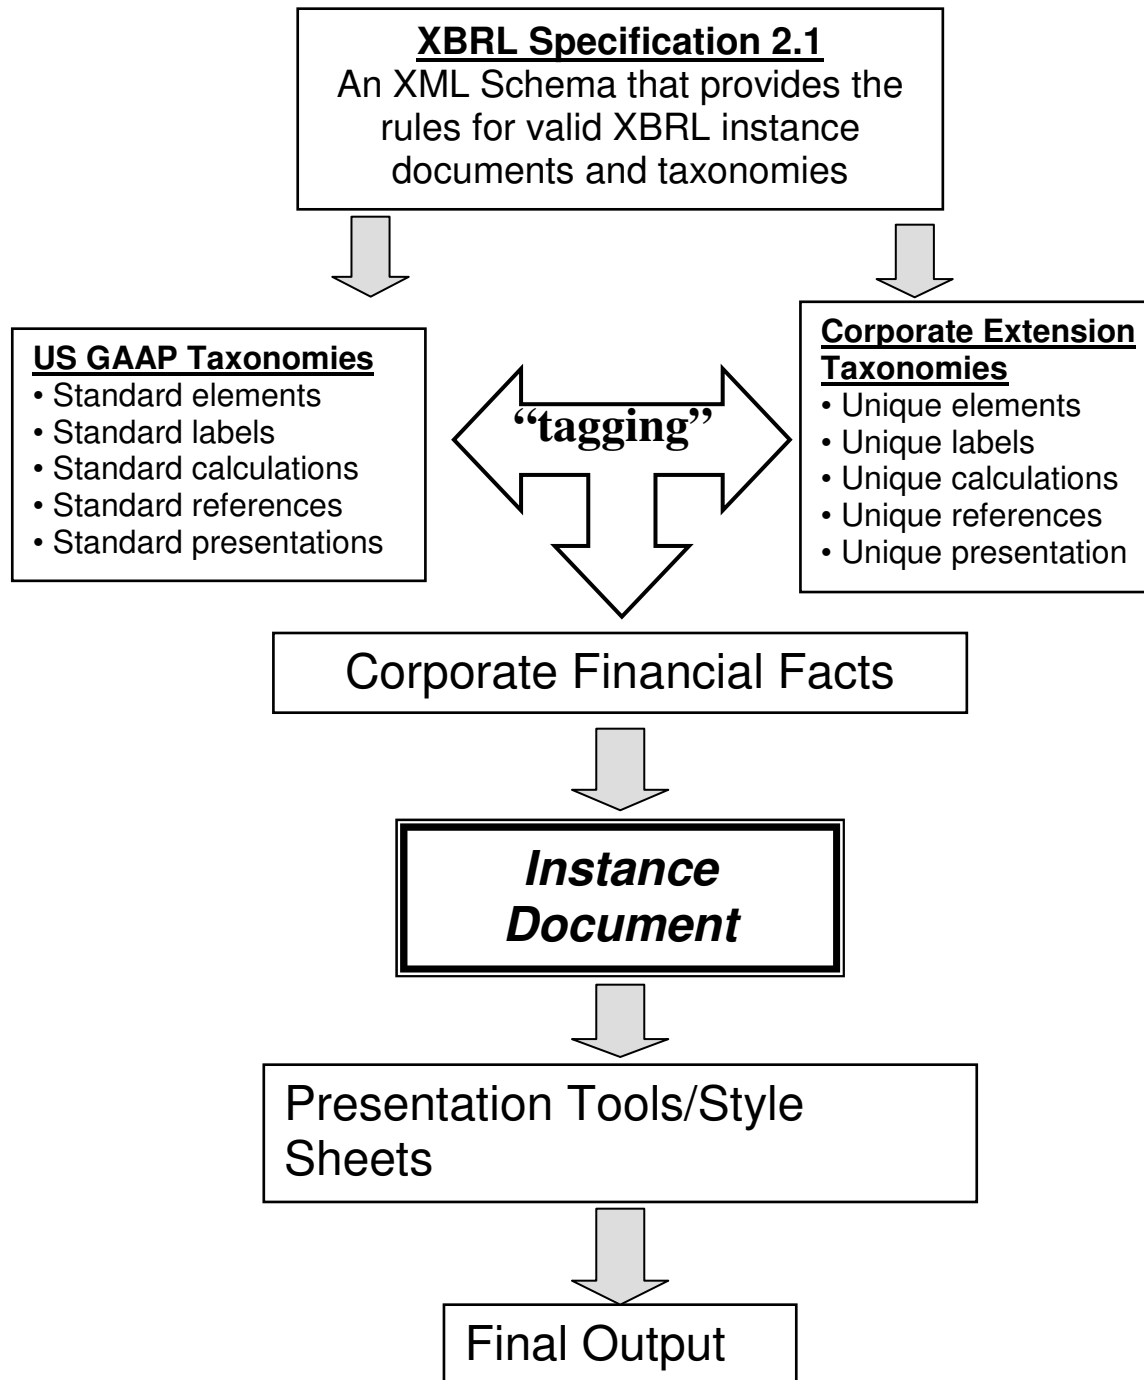 XBRL Specification 2.1
An XML Schema that provides the
rules for valid XBRL instance
documents and taxonomies
US GAAP Taxonomies
• Standard elements
• Standard labels
• Standard calculations
• Standard references
• Standard presentations
“tagging”
Corporate Extension
Taxonomies
• Unique elements
• Unique labels
• Unique calculations
• Unique references
• Unique presentation
Corporate Financial Facts
Instance
Document
Presentation Tools/Style
Sheets
Final Output